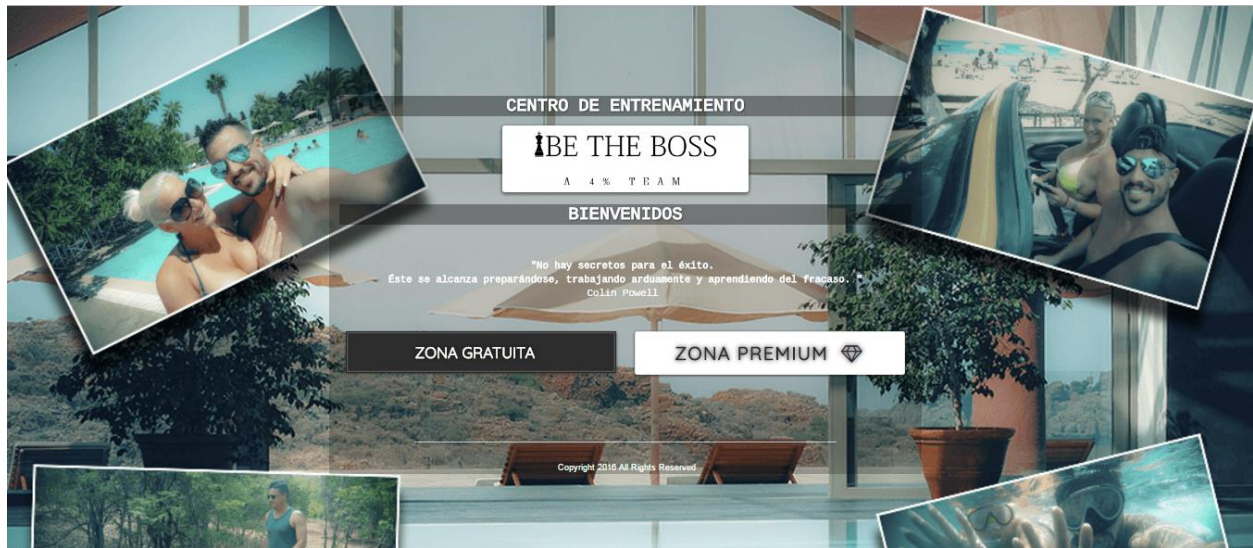 CENTRO DE ENTRENAMIENTO
BE THE BOSS
A 4% TEAM
BIENVENIDOS
"No hay secretos para el éxito.
Éste se alcanza preparándose, trabajando arduamente y aprendiendo del fracaso. "
Colin Powell
ZONA GRATUITA
ZONA PREMIUM
Copyright 2016 All Rights Reserved